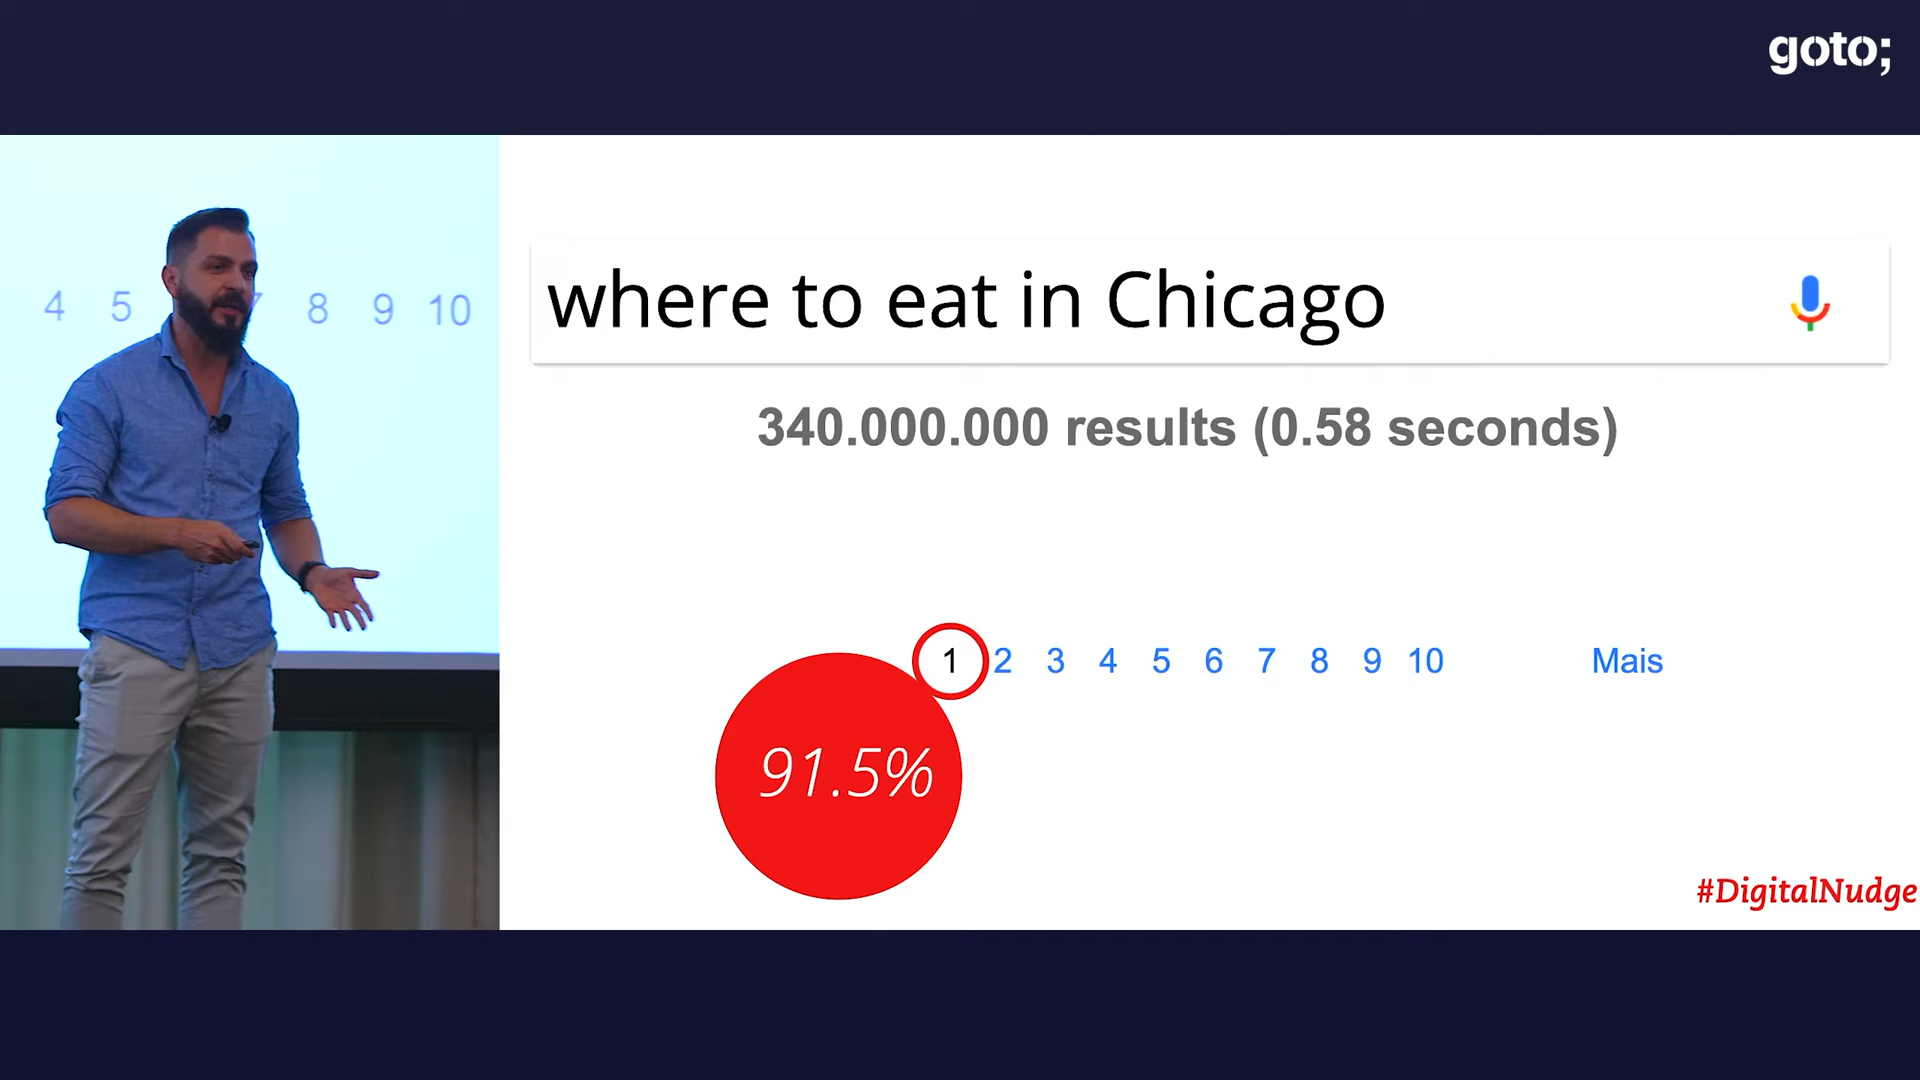 goto;
4 5 7 8 9 10
where to eat in Chicago
340.000.000 results (0.58 seconds)
1 2 3 4 5 6 7 8 9 10 Mais
91.5%
#DigitalNudge